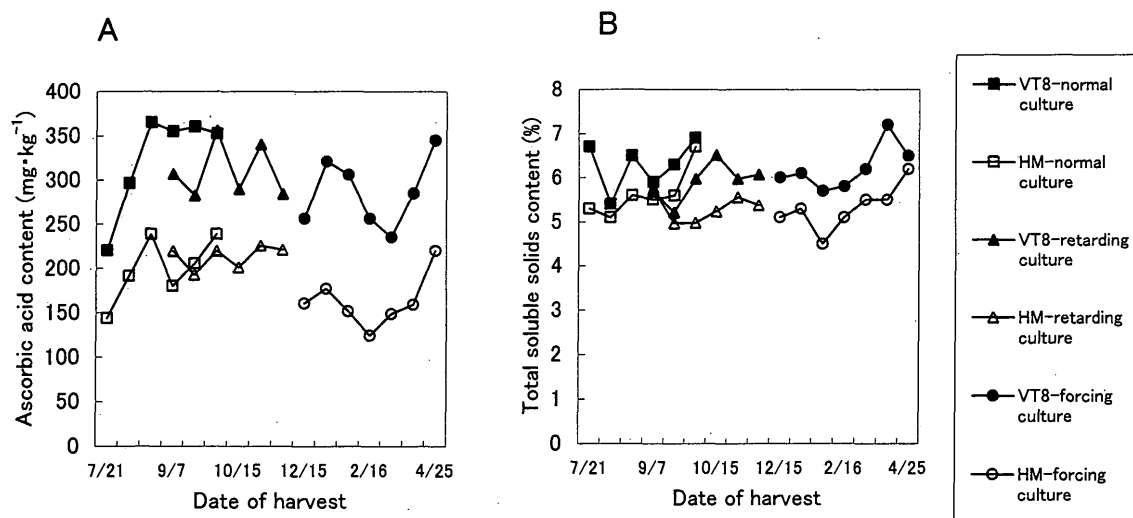 A
Ascorbic acid content (mg·kg⁻¹)
400
350
300
250
200
150
100
50
0
7/21 9/7 10/15 12/15 2/16 4/25
Date of harvest
B
Total soluble solids content (%)
8
7
6
5
4
3
2
1
0
7/21 9/7 10/15 12/15 2/16 4/25
Date of harvest
VT8-normal
culture
HM-normal
culture
VT8-retarding
culture
HM-retarding
culture
VT8-forcing
culture
HM-forcing
culture